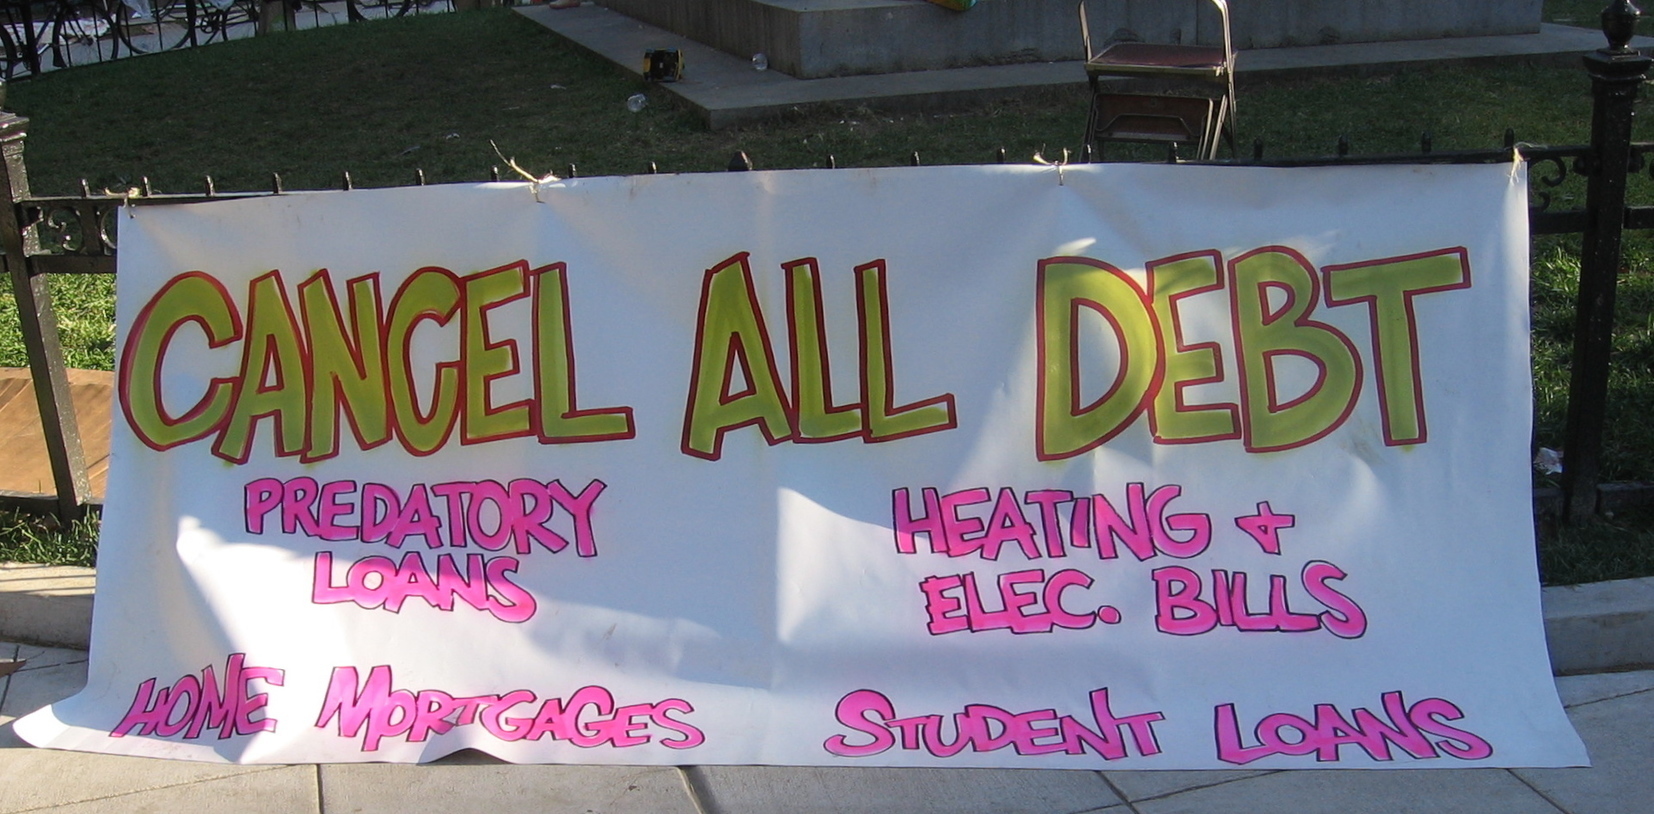 CANCEL ALL DEBT
PREDATORY
LOANS
HEATING +
ELEC. BILLS
HOME MORTGAGES
STUDENT LOANS